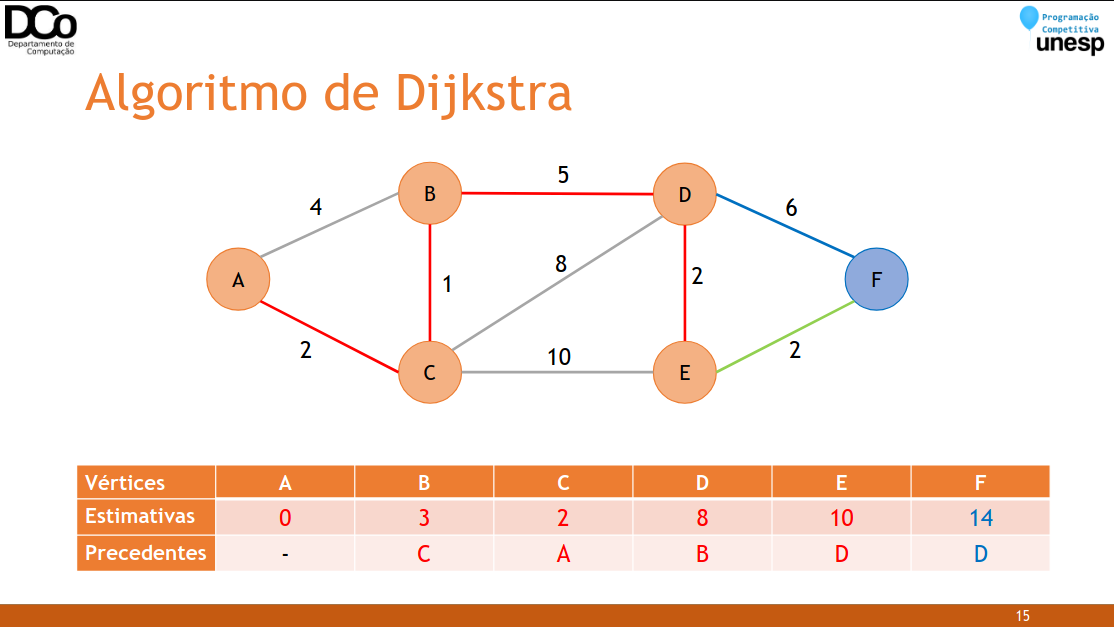 DCo
Departamento de
Computação
Programação
Competitiva
unesp
Algoritmo de Dijkstra
B
5
D
4
6
A
8
1
2
F
2
10
2
C
E
Vértices A B C D E F
Estimativas 0 3 2 8 10 14
Precedentes - C A B D D
15